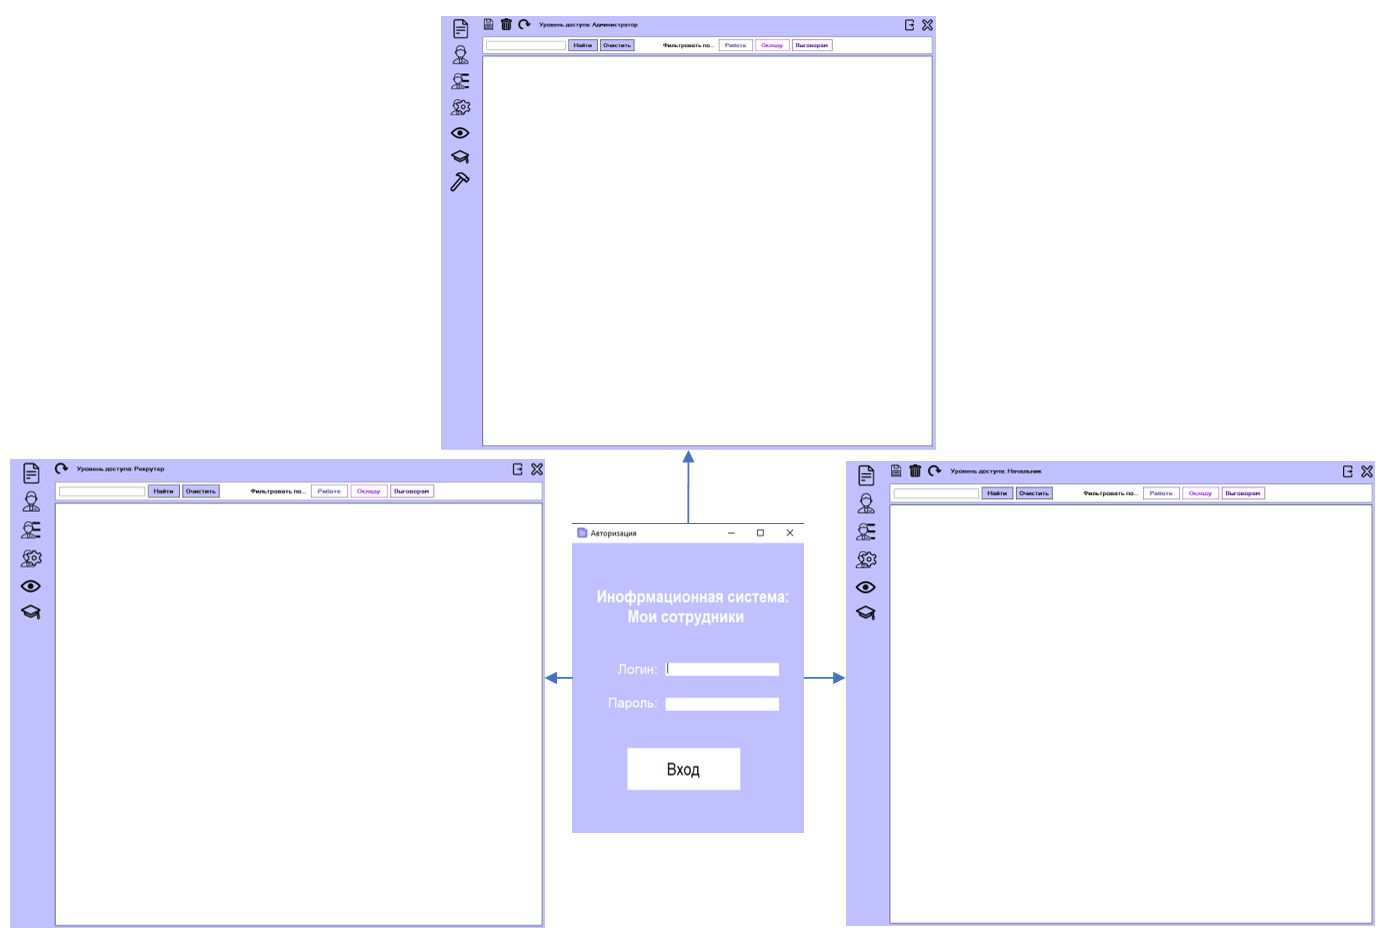 Уровень доступа: Администратор
Найти Очистить Фильтровать по... Работе Окладу Выговорам
Уровень доступа: Рекрутер
Найти Очистить Фильтровать по... Работе Окладу Выговорам
Авторизация
Инофрмационная система:
Мои сотрудники
Логин:
Пароль:
Вход
Уровень доступа: Начальник
Найти Очистить Фильтровать по... Работе Окладу Выговорам